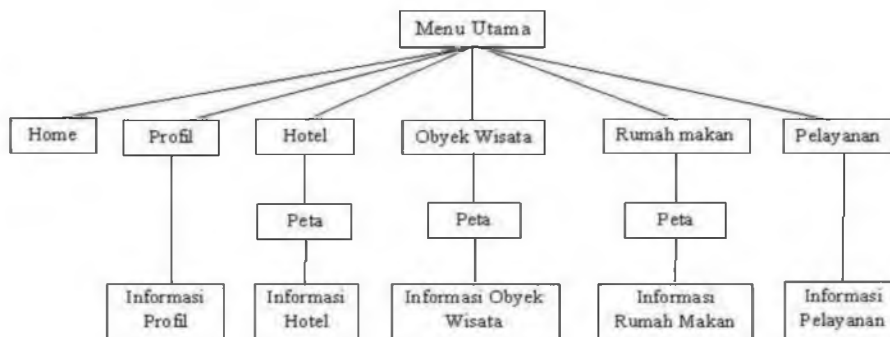 Menu Utama
Home
Profil
Hotel
Obyek Wisata
Rumah makan
Pelayanan
Peta
Peta
Peta
Informasi
Profil
Informasi
Hotel
Informasi Obyek
Wisata
Informasi
Rumah Makan
Informasi
Pelayanan